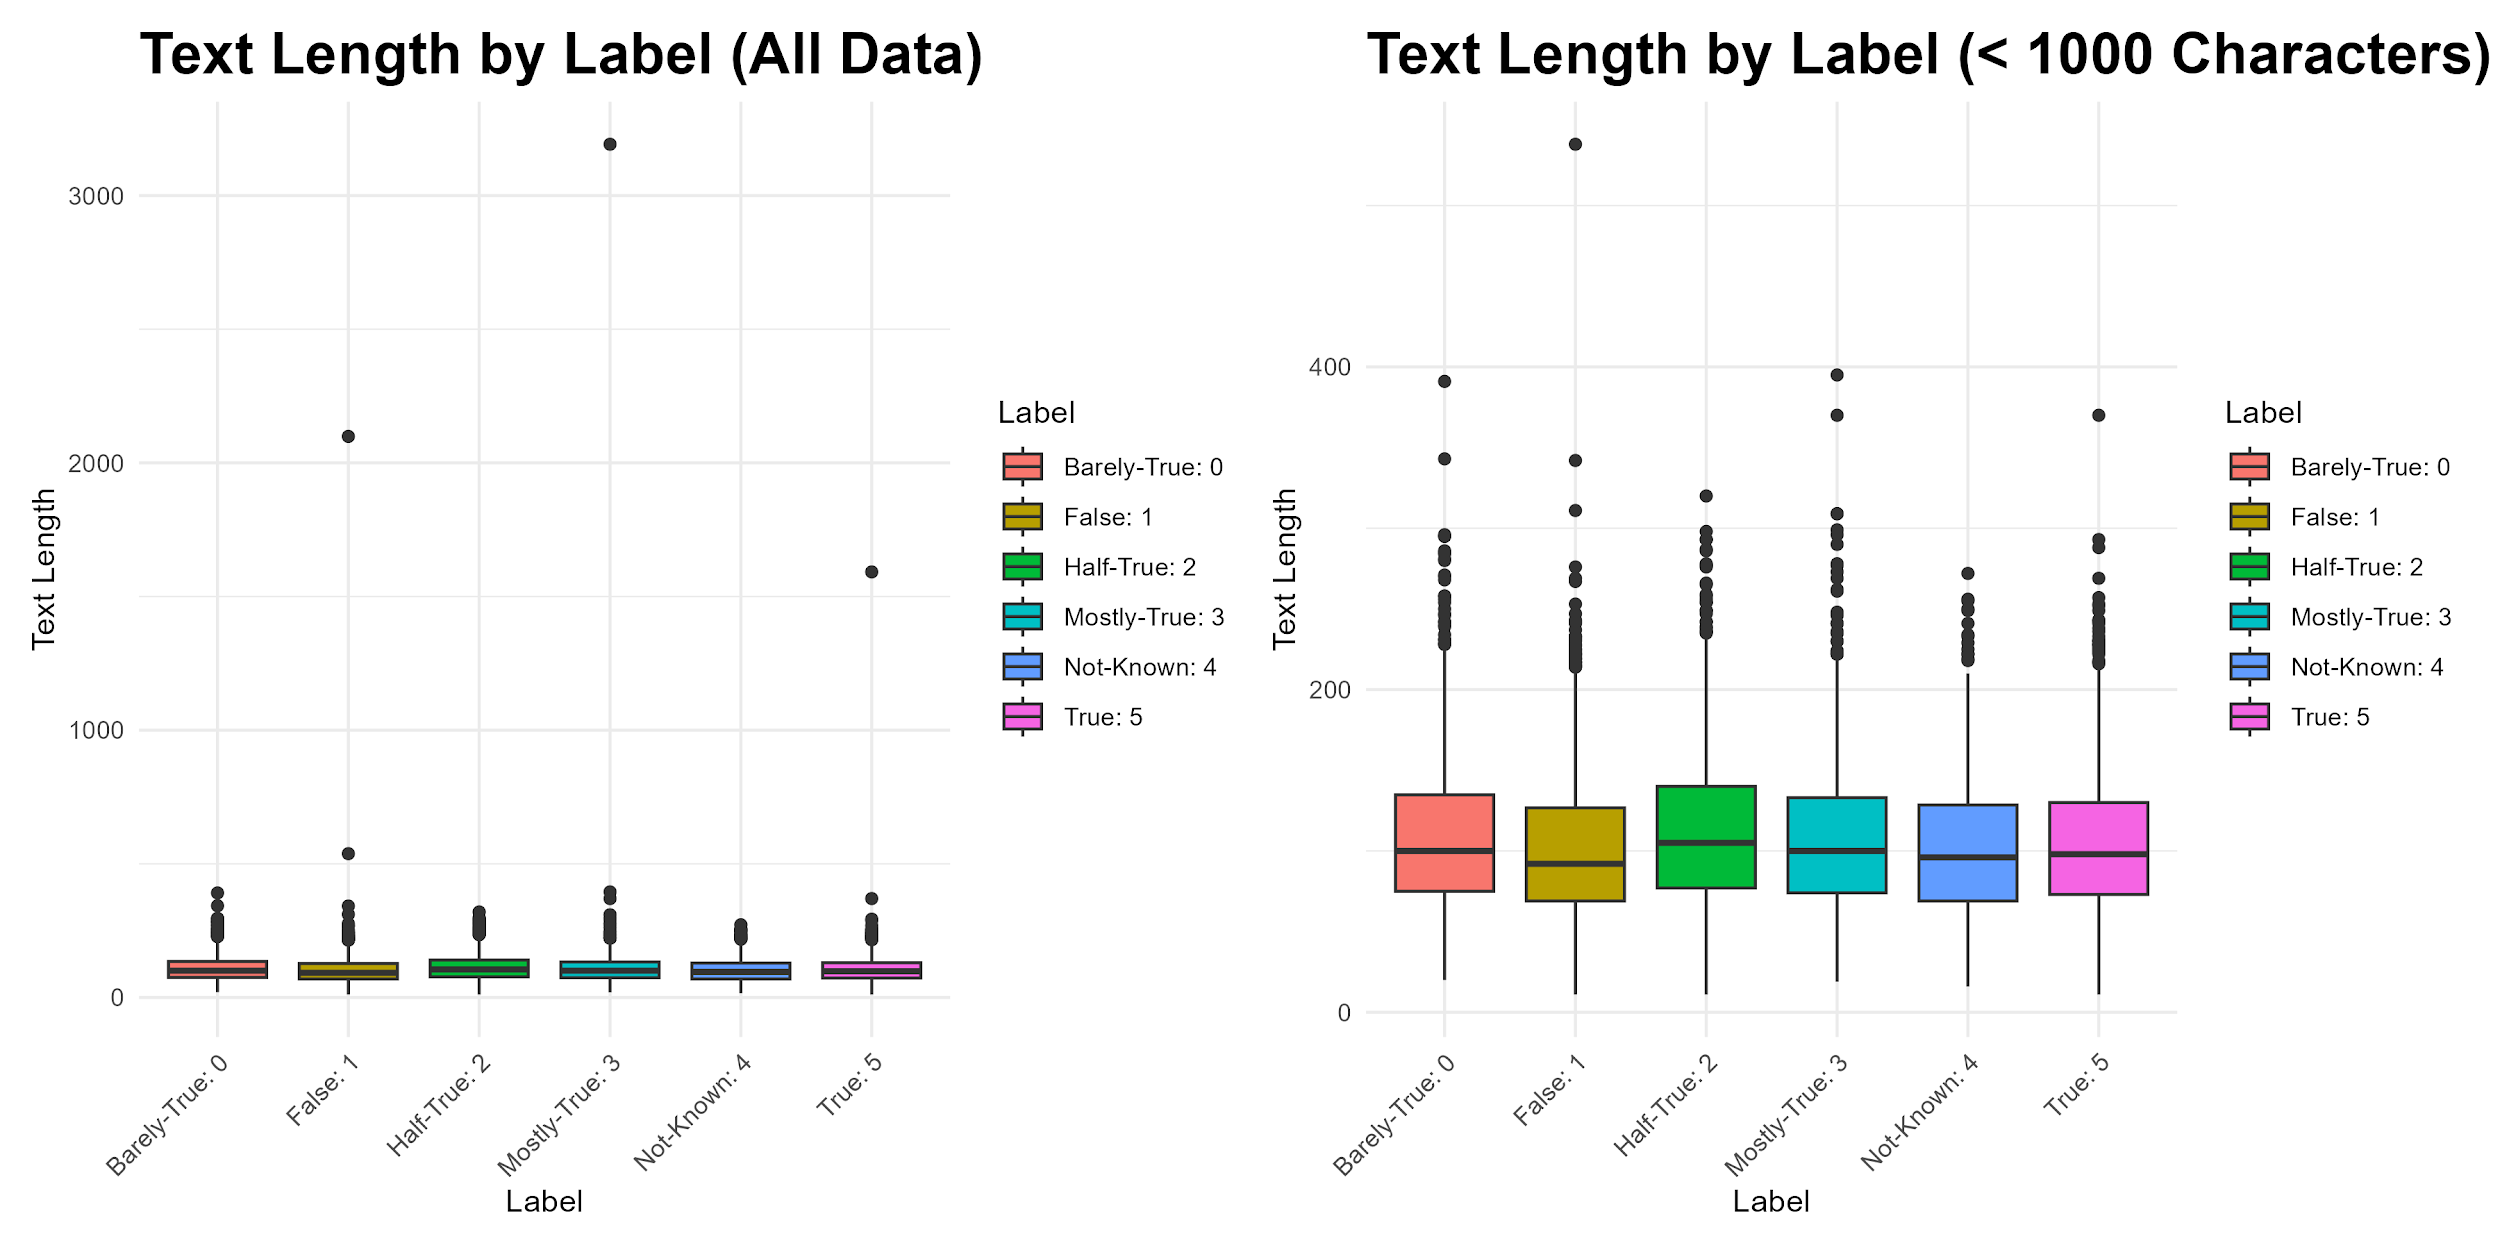 Text Length by Label (All Data)
3000
2000
1000
0
Text Length
Barely-True: 0
False: 1
Half-True: 2
Mostly-True: 3
Not-Known: 4
True: 5
Label
Label
Barely-True: 0
False: 1
Half-True: 2
Mostly-True: 3
Not-Known: 4
True: 5
Text Length by Label (< 1000 Characters)
400
200
0
Text Length
Barely-True: 0
False: 1
Half-True: 2
Mostly-True: 3
Not-Known: 4
True: 5
Label
Label
Barely-True: 0
False: 1
Half-True: 2
Mostly-True: 3
Not-Known: 4
True: 5